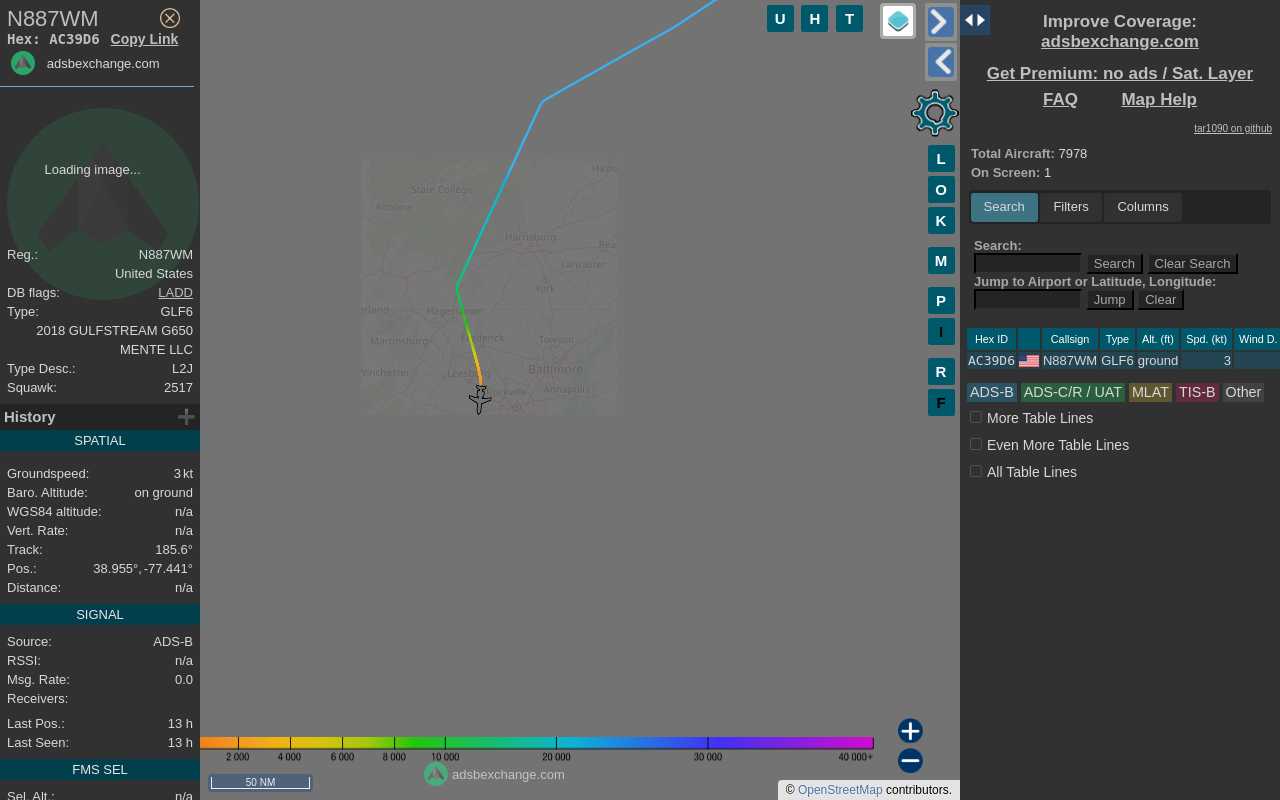 N887WM
Hex: AC39D6 Copy Link
adsbexchange.com
Loading image...
Reg.: N887WM
United States
DB flags: LADD
Type: GLF6
2018 GULFSTREAM G650
MENTE LLC
Type Desc.: L2J
Squawk: 2517
History
SPATIAL
Groundspeed: 3 kt
Baro. Altitude: on ground
WGS84 altitude: n/a
Vert. Rate: n/a
Track: 185.6°
Pos.: 38.955°, -77.441°
Distance: n/a
SIGNAL
Source: ADS-B
RSSI: n/a
Msg. Rate: 0.0
Receivers:
Last Pos.: 13 h
Last Seen: 13 h
FMS SEL
Sel. Alt.: n/a
U H T
L
O
K
M
P
I
R
F
State College
Altoona
Hazle
Harrisburg
Rea
Lancaster
York
erland
Hagerstown
Martinsburg
Frederick
Towson
Winchester
Leesburg
Baltimore
Rockville
Annapolis
2 000 4 000 6 000 8 000 10 000 20 000 30 000 40 000+
50 NM
adsbexchange.com
© OpenStreetMap contributors.
Improve Coverage:
adsbexchange.com
Get Premium: no ads / Sat. Layer
FAQ Map Help
tar1090 on github
Total Aircraft: 7978
On Screen: 1
Search Filters Columns
Search:
Search Clear Search
Jump to Airport or Latitude, Longitude:
Jump Clear
Hex ID Callsign Type Alt. (ft) Spd. (kt) Wind D.
AC39D6 N887WM GLF6 ground 3
ADS-B ADS-C/R / UAT MLAT TIS-B Other
More Table Lines
Even More Table Lines
All Table Lines